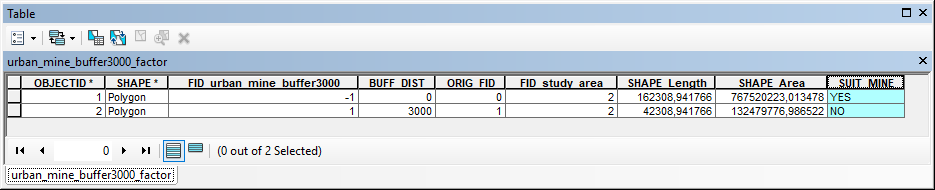 Table
urban_mine_buffer3000_factor
OBJECTID * SHAPE * FID_urban_mine_buffer3000 BUFF_DIST ORIG_FID FID_study_area SHAPE_Length SHAPE_Area SUIT_MINE
1 Polygon -1 0 0 2 162308,941766 767520223,013478 YES
2 Polygon 1 3000 1 2 42308,941766 132479776,986522 NO
0 (0 out of 2 Selected)
urban_mine_buffer3000_factor